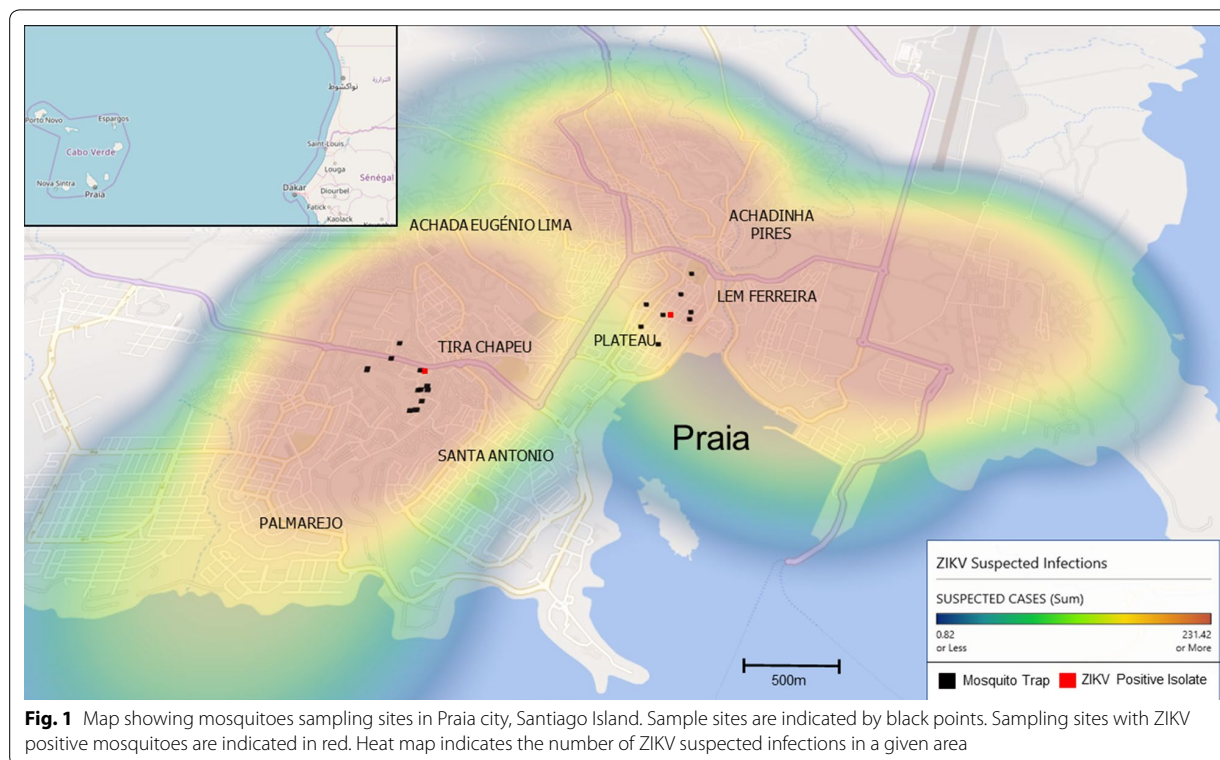 نواكشوط
Porto Novo
Espargos
Cabo Verde
Saint-Louis
Louga
Nova Sintra
Praia
Dakar
Sénégal
Diourbel
Fatick
Kaolack
ACHADA EUGÉNIO LIMA
ACHADINHA
PIRES
LEM FERREIRA
PLATEAU
TIRA CHAPEU
Praia
SANTA ANTONIO
PALMAREJO
ZIKV Suspected Infections
SUSPECTED CASES (Sum)
0.82
or Less
231.42
or More
500m
Mosquito Trap
ZIKV Positive Isolate
Fig. 1 Map showing mosquitoes sampling sites in Praia city, Santiago Island. Sample sites are indicated by black points. Sampling sites with ZIKV
positive mosquitoes are indicated in red. Heat map indicates the number of ZIKV suspected infections in a given area